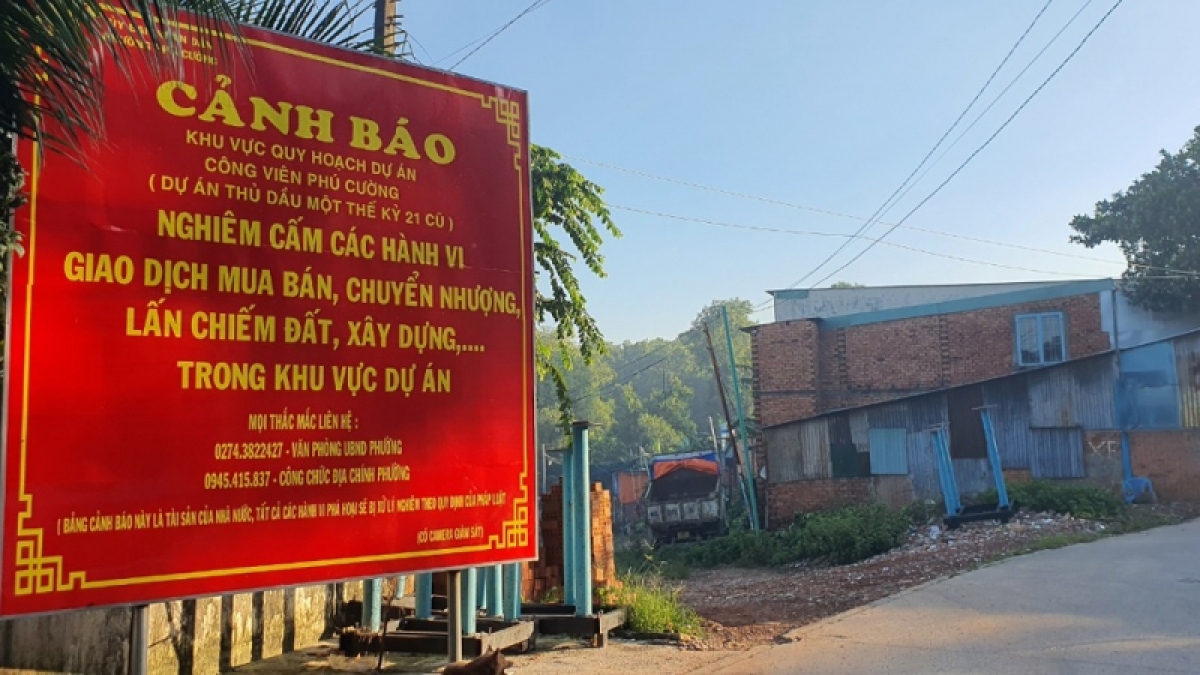 CẢNH BÁO
KHU VỰC QUY HOẠCH DỰ ÁN
CÔNG VIÊN PHÚ CƯỜNG
( DỰ ÁN THỦ DẦU MỘT THẾ KỶ 21 CŨ )
NGHIÊM CẤM CÁC HÀNH VI
GIAO DỊCH MUA BÁN, CHUYỂN NHƯỢNG,
LẤN CHIẾM ĐẤT, XÂY DỰNG,....
TRONG KHU VỰC DỰ ÁN
MỌI THẮC MẮC LIÊN HỆ :
0274.3822427 - VĂN PHÒNG UBND PHƯỜNG
0945.415.837 - CÔNG CHỨC ĐỊA CHÍNH PHƯỜNG
( BẢNG CẢNH BÁO NÀY LÀ TÀI SẢN CỦA NHÀ NƯỚC, TẤT CẢ CÁC HÀNH VI PHÁ HOẠI SẼ BỊ XỬ LÝ NGHIÊM THEO QUY ĐỊNH CỦA PHÁP LUẬT
(CÓ CAMERA GIÁM SÁT)